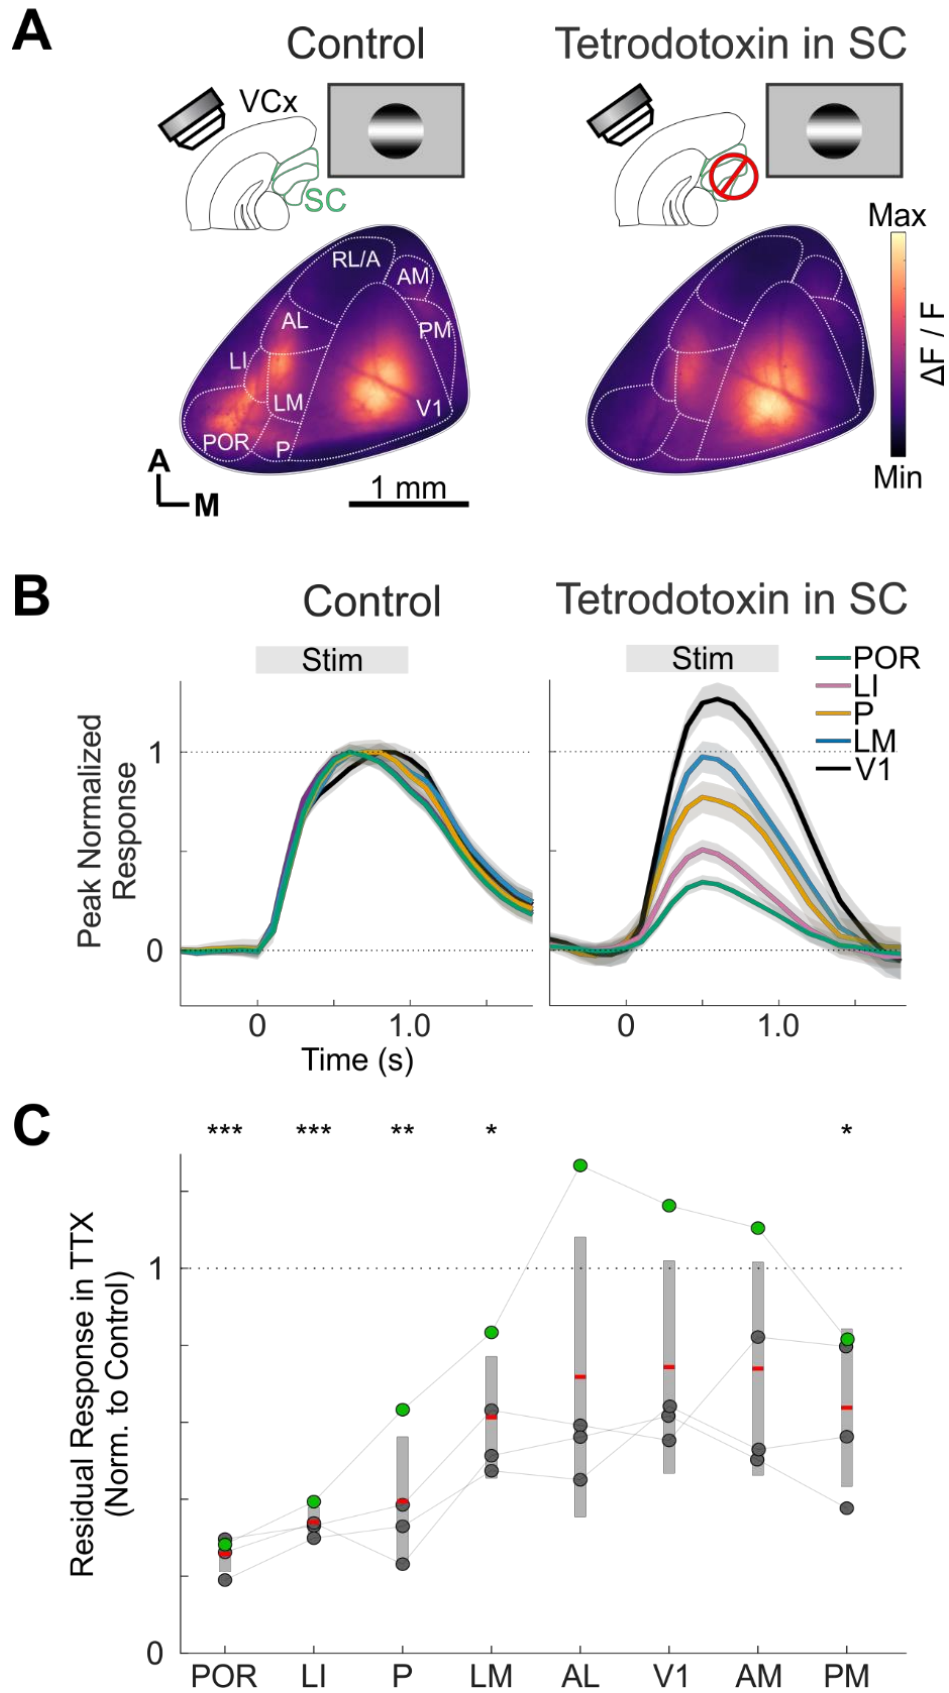 A
Control
Tetrodotoxin in SC
VCx
SC
Max
ΔF / F
Min
RL/A
AM
AL
PM
LI
LM
V1
POR
P
A
M
1 mm
B
Control
Tetrodotoxin in SC
Stim
Stim
POR
LI
P
LM
V1
Peak Normalized
Response
1
0
0
1.0
0
1.0
Time (s)
C
***
***
**
*
*
Residual Response in TTX
(Norm. to Control)
1
0
POR
LI
P
LM
AL
V1
AM
PM